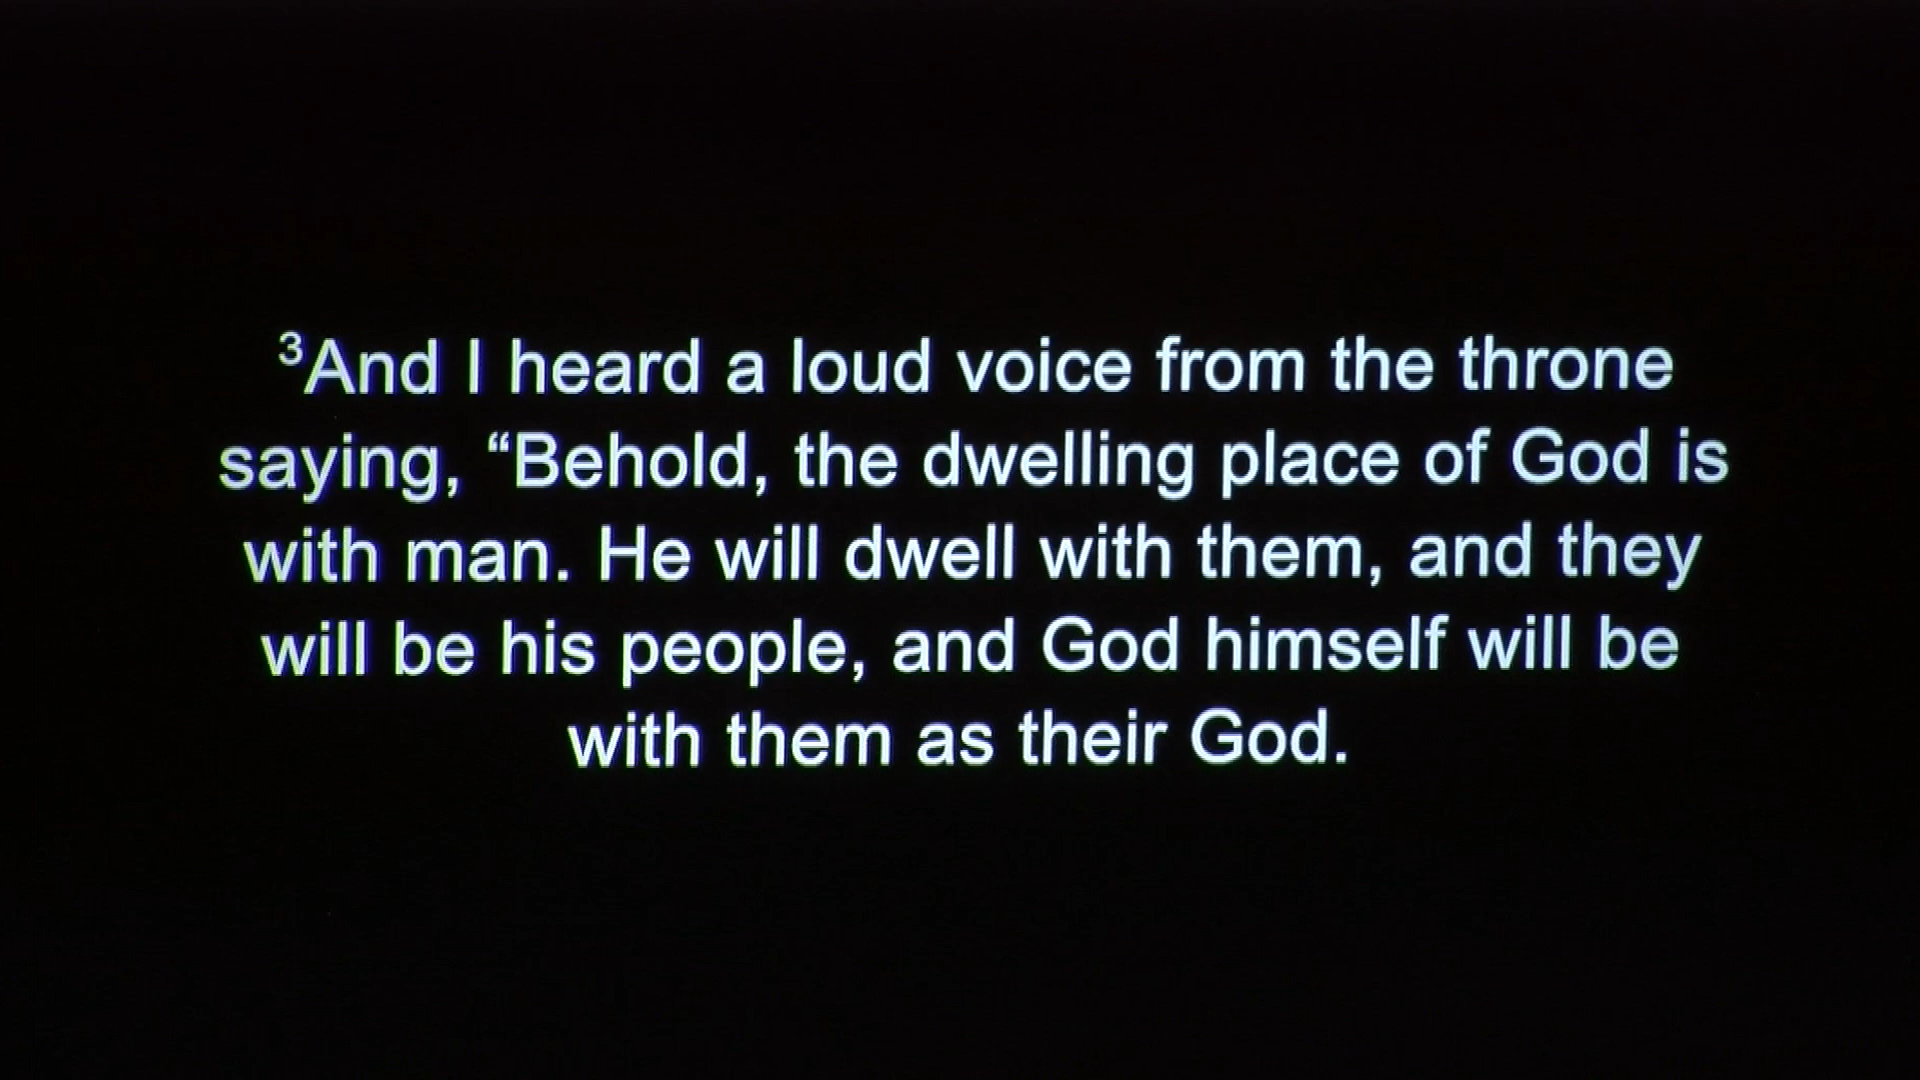 ³And I heard a loud voice from the throne
saying, “Behold, the dwelling place of God is
with man. He will dwell with them, and they
will be his people, and God himself will be
with them as their God.